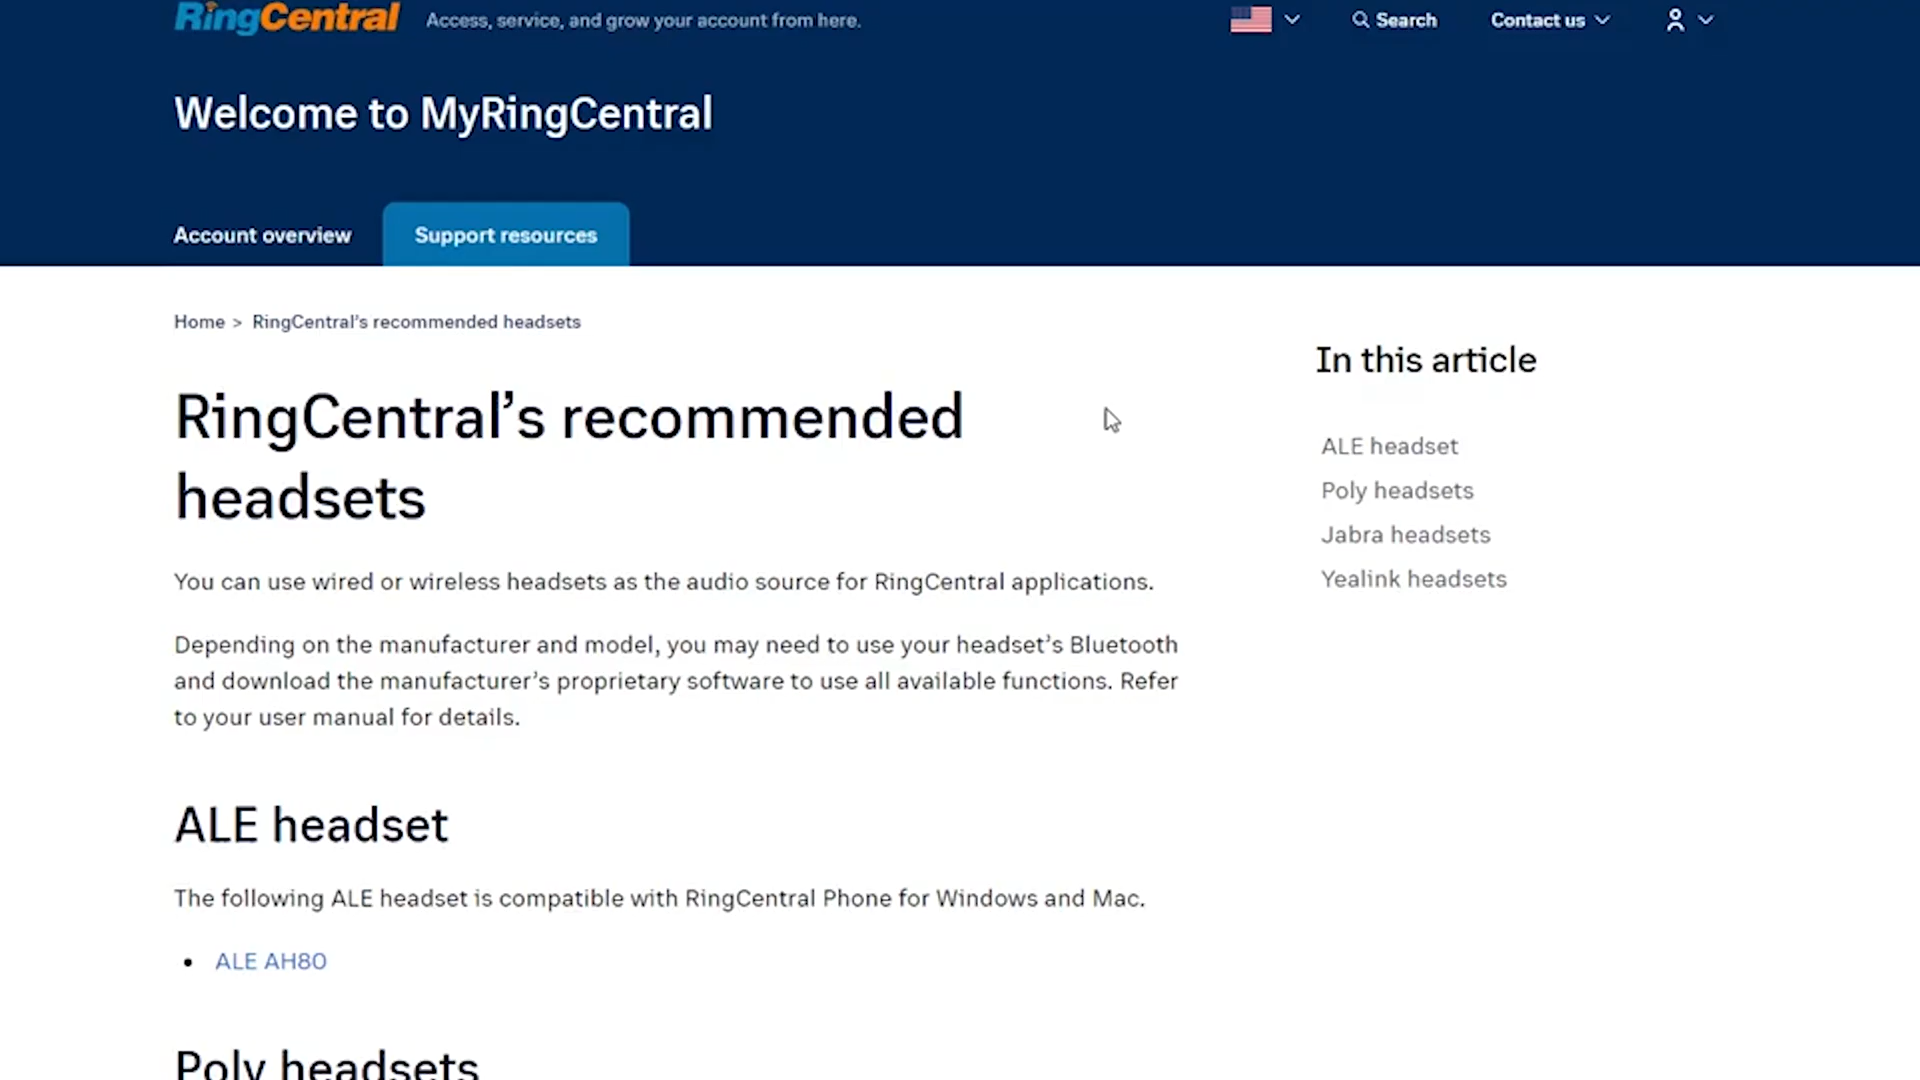 RingCentral Access, service, and grow your account from here. Search Contact us
Welcome to MyRingCentral
Account overview Support resources
Home > RingCentral's recommended headsets
RingCentral's recommended
headsets
You can use wired or wireless headsets as the audio source for RingCentral applications.
Depending on the manufacturer and model, you may need to use your headset's Bluetooth
and download the manufacturer's proprietary software to use all available functions. Refer
to your user manual for details.
ALE headset
The following ALE headset is compatible with RingCentral Phone for Windows and Mac.
• ALE AH80
Poly headsets
In this article
ALE headset
Poly headsets
Jabra headsets
Yealink headsets